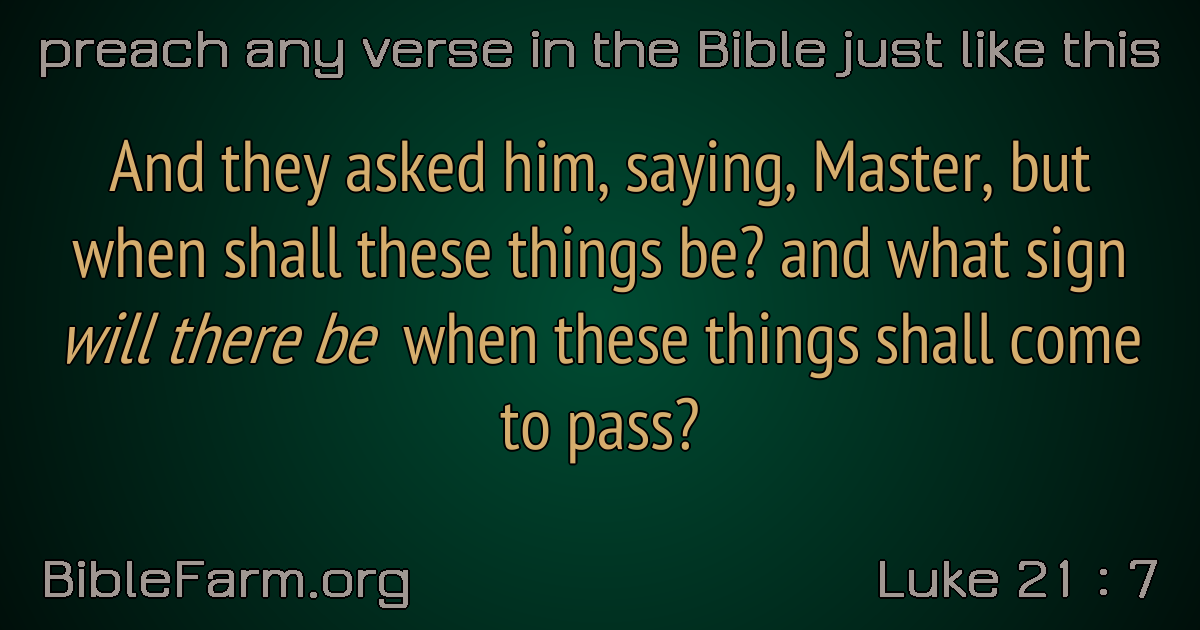 preach any verse in the Bible just like this
And they asked him, saying, Master, but
when shall these things be? and what sign
will there be when these things shall come
to pass?
BibleFarm.org
Luke 21 : 7